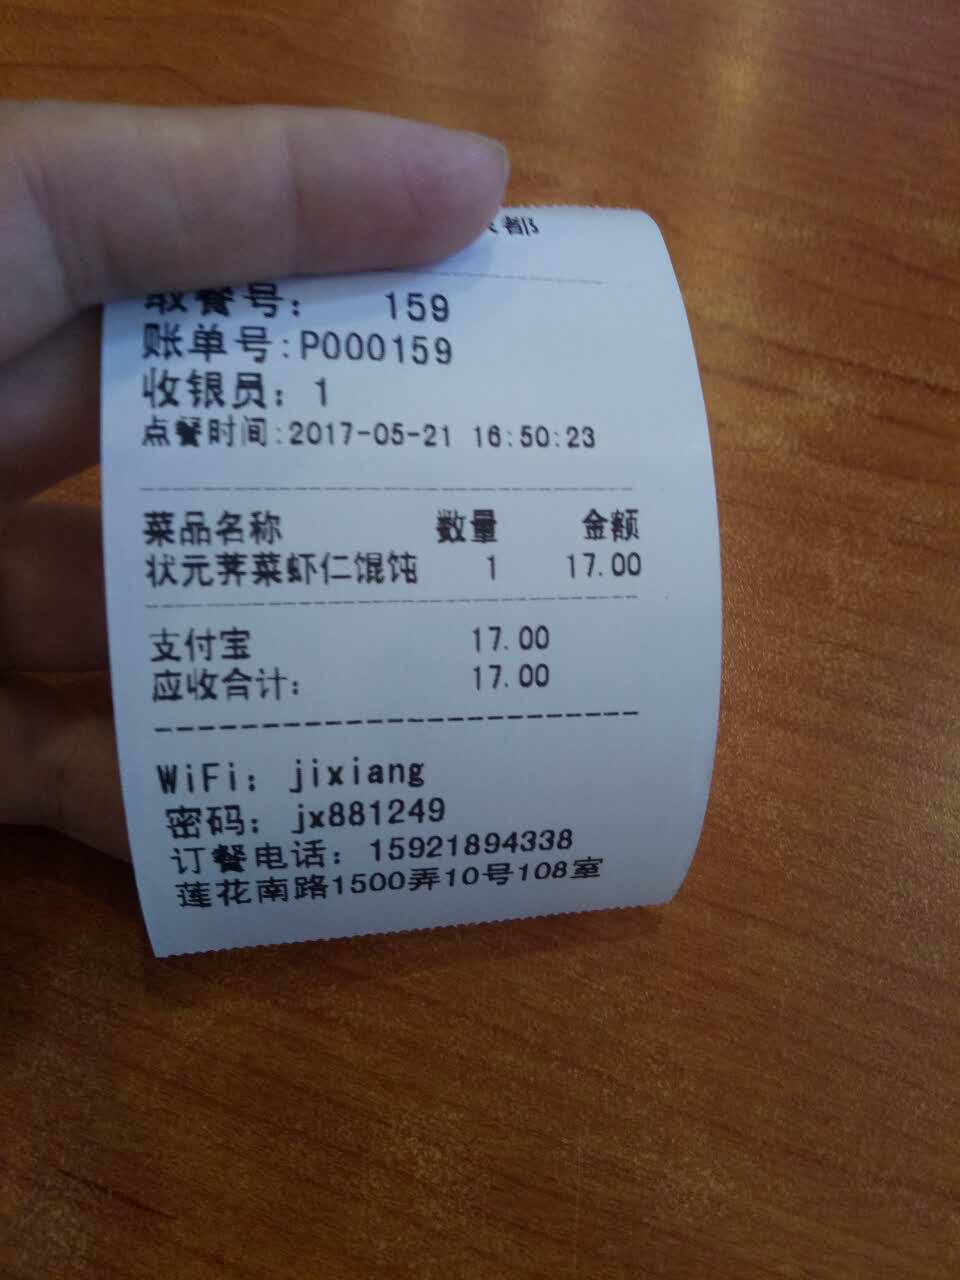 都
取餐号： 159
账单号:P000159
收银员：1
点餐时间:2017-05-21 16:50:23
菜品名称 数量 金额
状元荠菜虾仁馄饨 1 17.00
支付宝 17.00
应收合计： 17.00
WiFi：jixiang
密码：jx881249
订餐电话：15921894338
莲花南路1500弄10号108室